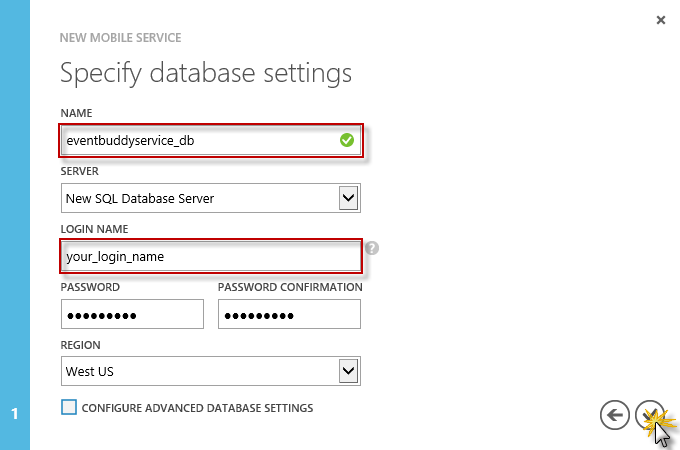 NEW MOBILE SERVICE
Specify database settings
NAME
eventbuddyservice_db
SERVER
New SQL Database Server
LOGIN NAME
your_login_name
?
PASSWORD PASSWORD CONFIRMATION
●●●●●●●●● ●●●●●●●●●
REGION
West US
1
CONFIGURE ADVANCED DATABASE SETTINGS